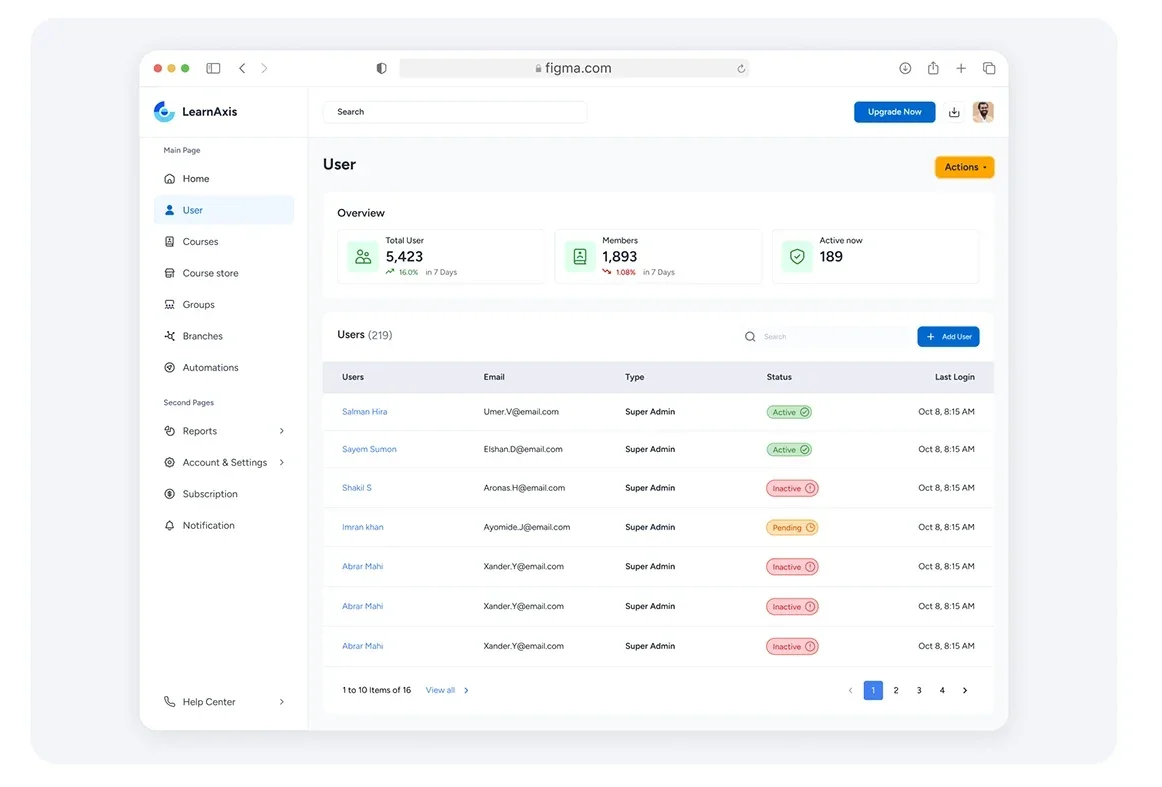 figma.com
LearnAxis
Search
Upgrade Now
Main Page
Home
User
Courses
Course store
Groups
Branches
Automations
Second Pages
Reports
Account & Settings
Subscription
Notification
Help Center
User
Actions
Overview
Total User
5,423
16.0% in 7 Days
Members
1,893
1.08% in 7 Days
Active now
189
Users (219)
Search
+ Add User
Users Email Type Status Last Login
Salman Hira Umer.V@email.com Super Admin Active Oct 8, 8:15 AM
Sayem Sumon Elshan.D@email.com Super Admin Active Oct 8, 8:15 AM
Shakil S Aronas.H@email.com Super Admin Inactive Oct 8, 8:15 AM
Imran khan Ayomide.J@email.com Super Admin Pending Oct 8, 8:15 AM
Abrar Mahi Xander.Y@email.com Super Admin Inactive Oct 8, 8:15 AM
Abrar Mahi Xander.Y@email.com Super Admin Inactive Oct 8, 8:15 AM
Abrar Mahi Xander.Y@email.com Super Admin Inactive Oct 8, 8:15 AM
1 to 10 Items of 16 View all
1 2 3 4